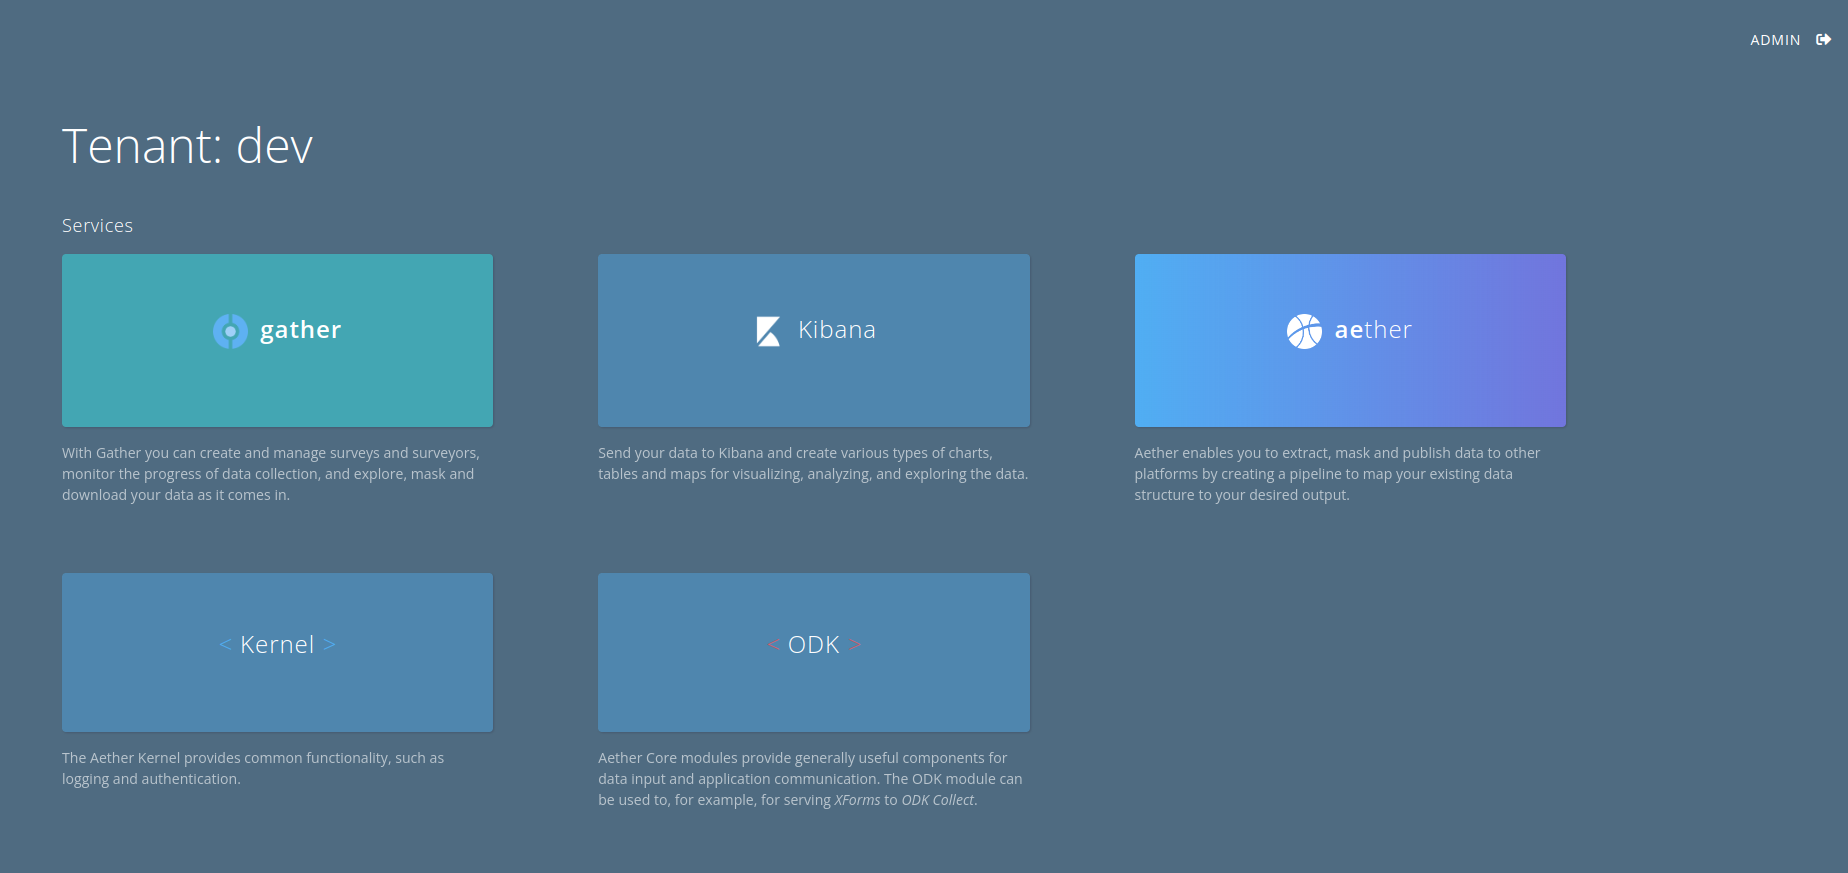 ADMIN
Tenant: dev
Services
gather
Kibana
aether
With Gather you can create and manage surveys and surveyors,
monitor the progress of data collection, and explore, mask and
download your data as it comes in.
Send your data to Kibana and create various types of charts,
tables and maps for visualizing, analyzing, and exploring the data.
Aether enables you to extract, mask and publish data to other
platforms by creating a pipeline to map your existing data
structure to your desired output.
< Kernel >
< ODK >
The Aether Kernel provides common functionality, such as
logging and authentication.
Aether Core modules provide generally useful components for
data input and application communication. The ODK module can
be used to, for example, for serving XForms to ODK Collect.